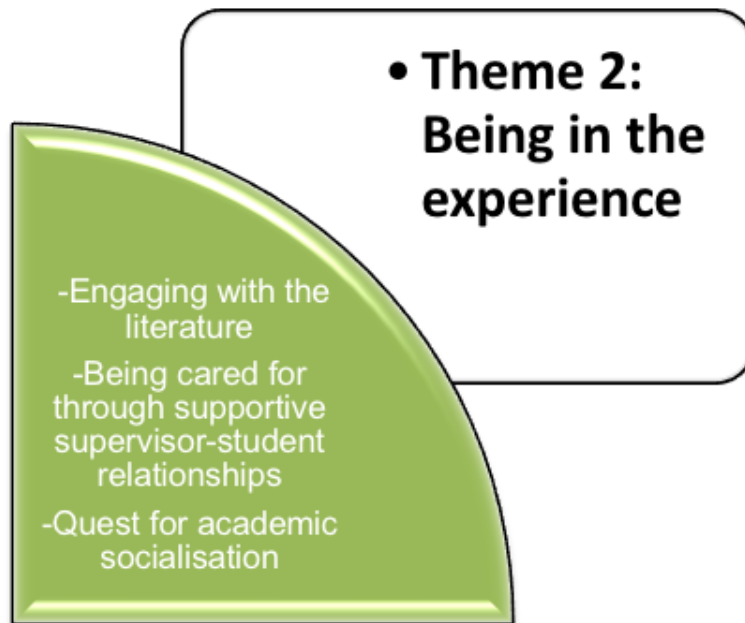 • Theme 2:
Being in the
experience
-Engaging with the
literature
-Being cared for
through supportive
supervisor-student
relationships
-Quest for academic
socialisation